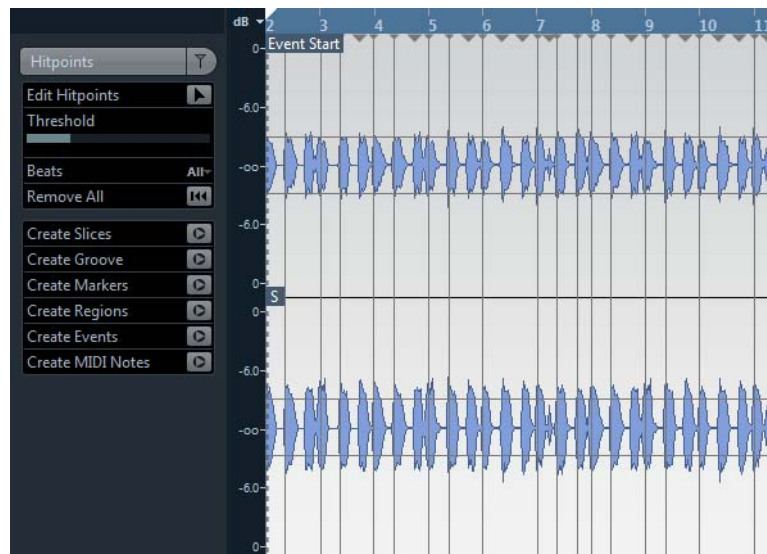 dB 2 3 4 5 6 7 8 9 10 11
Hitpoints
Edit Hitpoints
Threshold
Beats All
Remove All
Create Slices
Create Groove
Create Markers
Create Regions
Create Events
Create MIDI Notes
0
Event Start
-6.0
-oo
-6.0
0
S
0
-6.0
-oo
-6.0
0